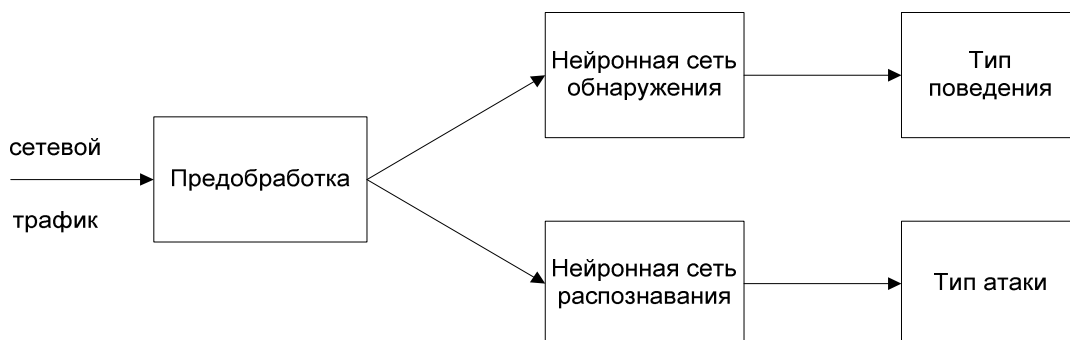 сетевой
трафик
Предобработка
Нейронная сеть
обнаружения
Тип
поведения
Нейронная сеть
распознавания
Тип атаки